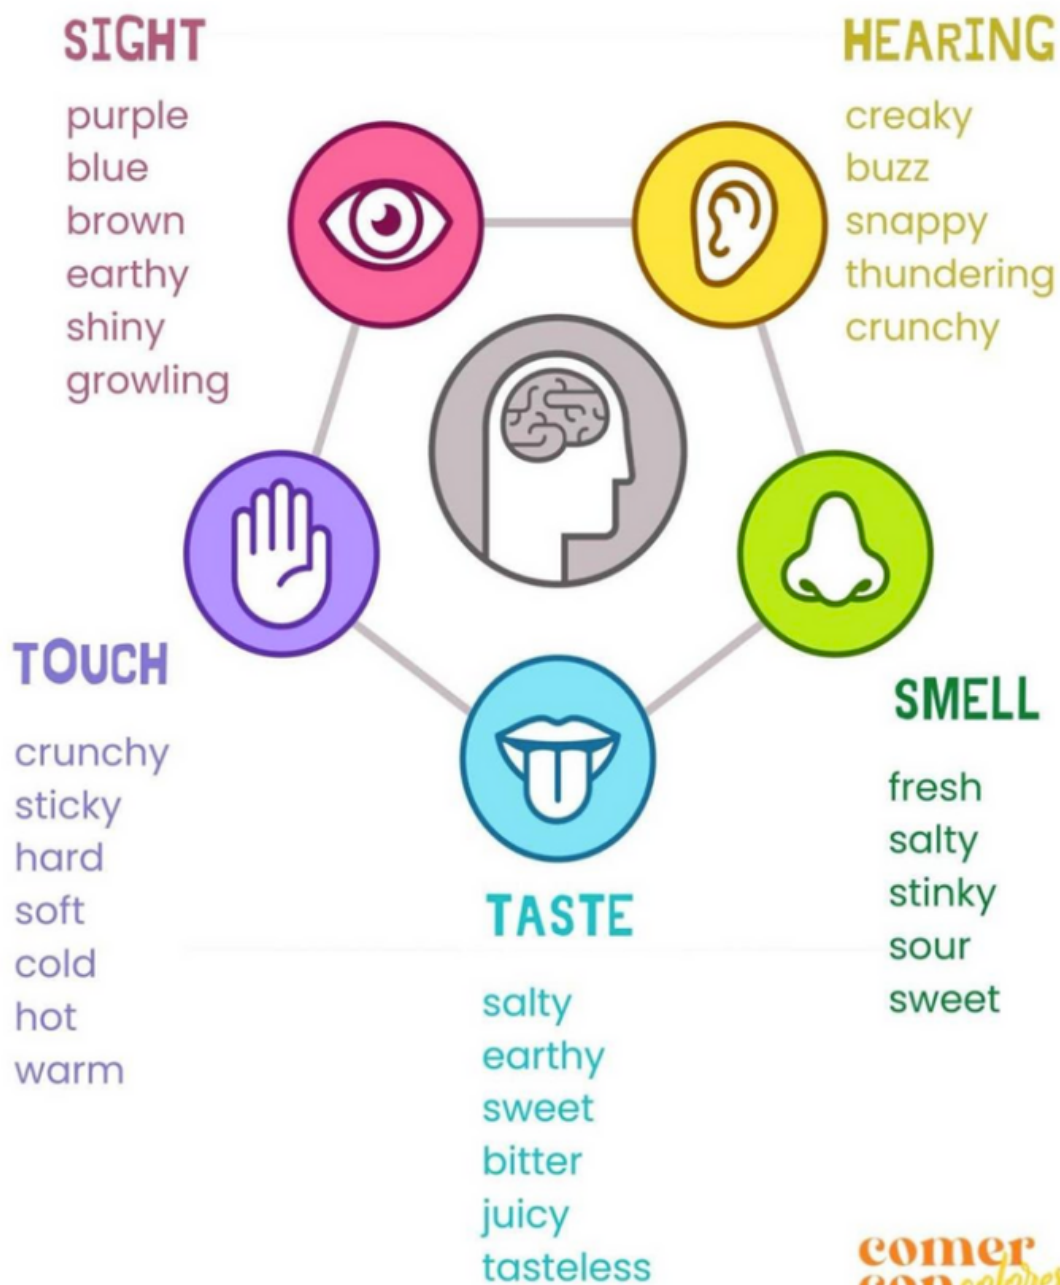 SIGHT
purple
blue
brown
earthy
shiny
growling
HEARING
creaky
buzz
snappy
thundering
crunchy
TOUCH
crunchy
sticky
hard
soft
cold
hot
warm
TASTE
salty
earthy
sweet
bitter
juicy
tasteless
SMELL
fresh
salty
stinky
sour
sweet
comer